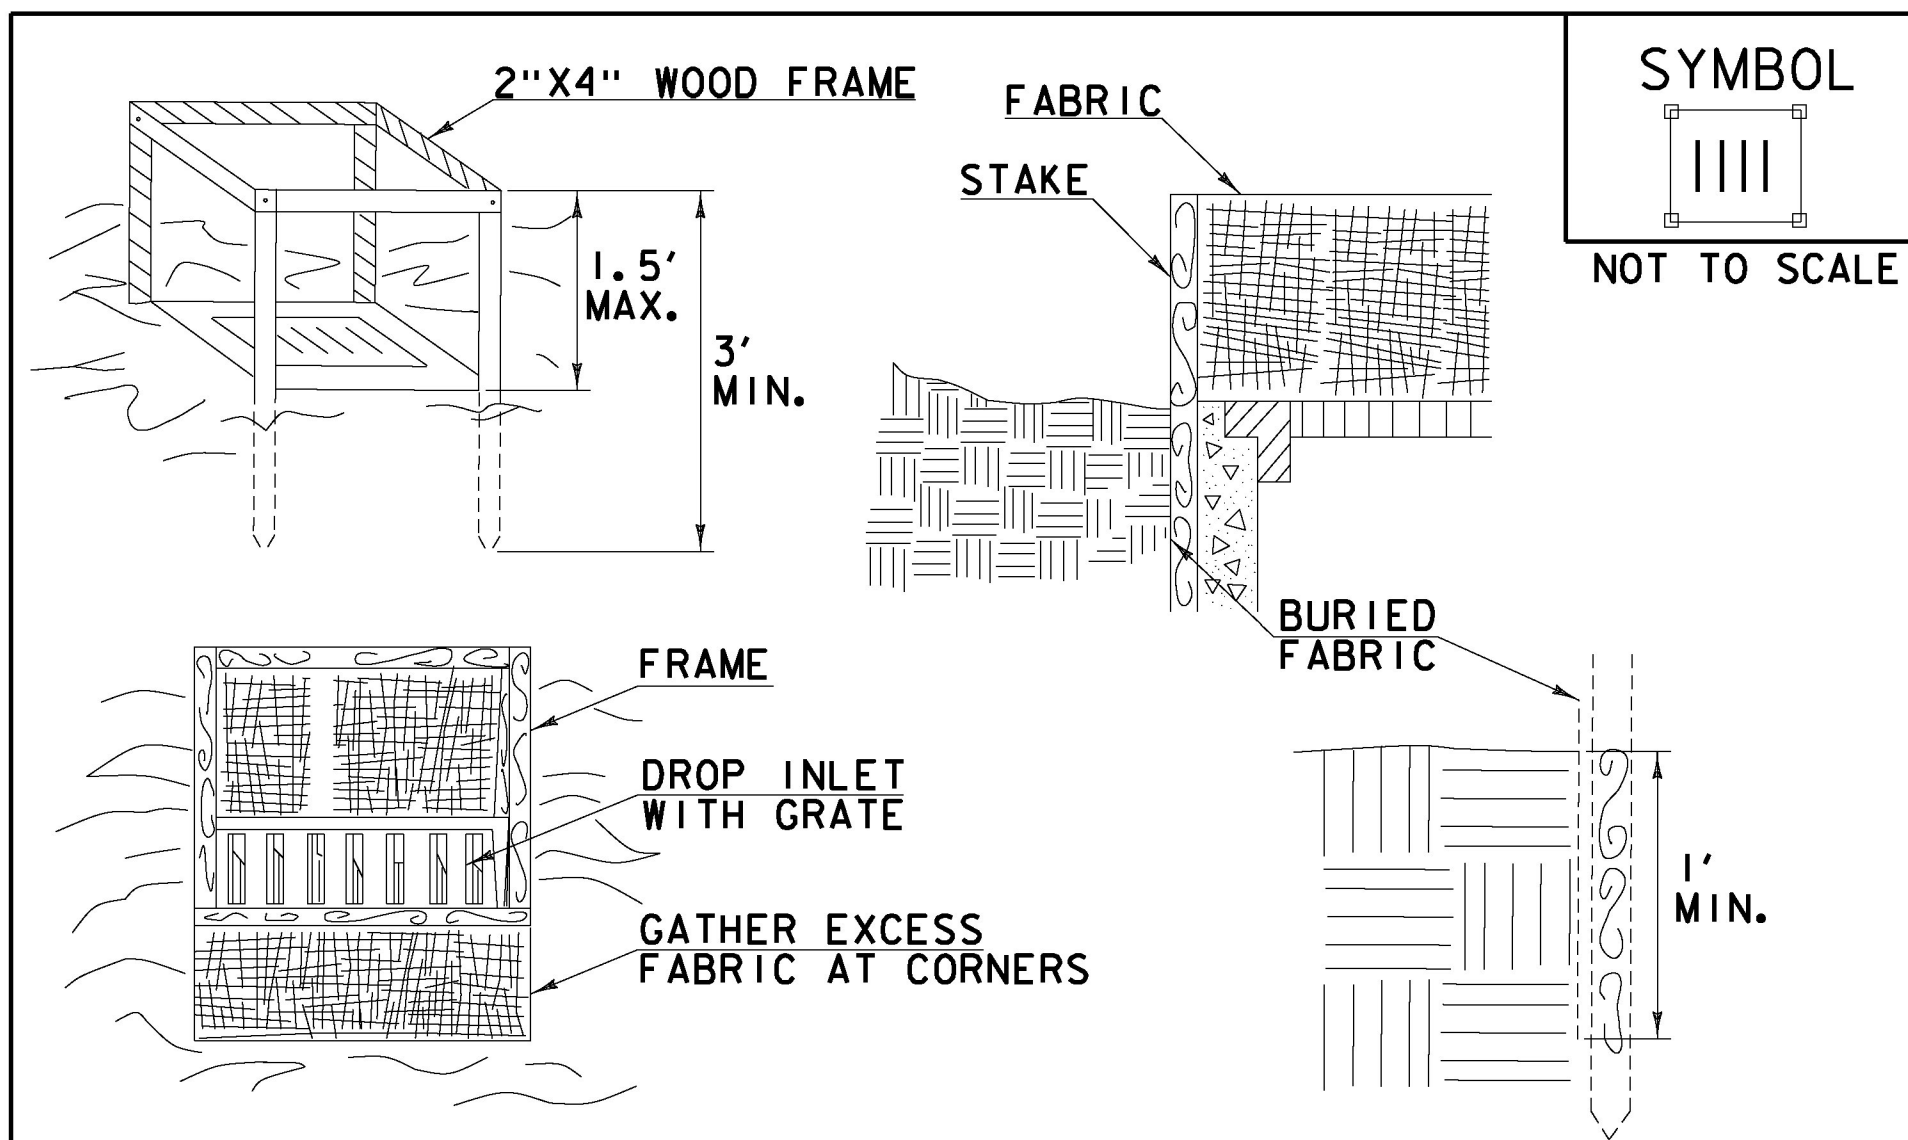 2"X4" WOOD FRAME
1.5'
MAX.
3'
MIN.
FABRIC
STAKE
SYMBOL
NOT TO SCALE
BURIED
FABRIC
FRAME
DROP INLET
WITH GRATE
GATHER EXCESS
FABRIC AT CORNERS
1'
MIN.